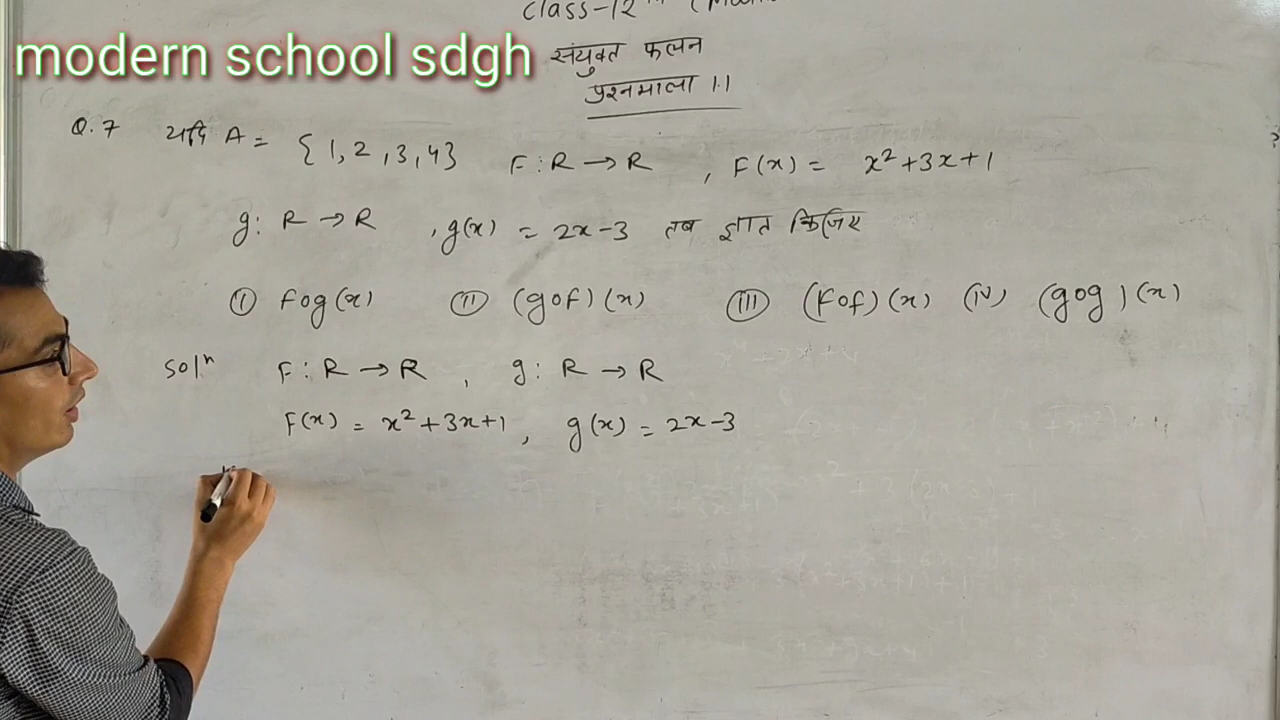 class-12th
modern school sdgh
संयुक्त फलन
प्रश्नमाला 1.1
Q.7 यदि A = {1,2,3,4} F:R→R , F(x) = x²+3x+1
g: R→R , g(x) = 2x-3 तब ज्ञात किजिए
(i) Fog(x) (ii) (goF)(x) (iii) (FoF)(x) (iv) (gog)(x)
Solⁿ F:R→R , g: R→R
F(x) = x²+3x+1 , g(x) = 2x-3